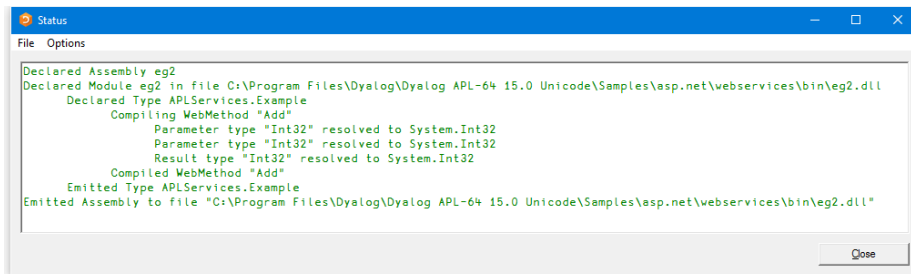 Status
File Options
Declared Assembly eg2
Declared Module eg2 in file C:\Program Files\Dyalog\Dyalog APL-64 15.0 Unicode\Samples\asp.net\webservices\bin\eg2.dll
Declared Type APLServices.Example
Compiling WebMethod "Add"
Parameter type "Int32" resolved to System.Int32
Parameter type "Int32" resolved to System.Int32
Result type "Int32" resolved to System.Int32
Compiled WebMethod "Add"
Emitted Type APLServices.Example
Emitted Assembly to file "C:\Program Files\Dyalog\Dyalog APL-64 15.0 Unicode\Samples\asp.net\webservices\bin\eg2.dll"
Close